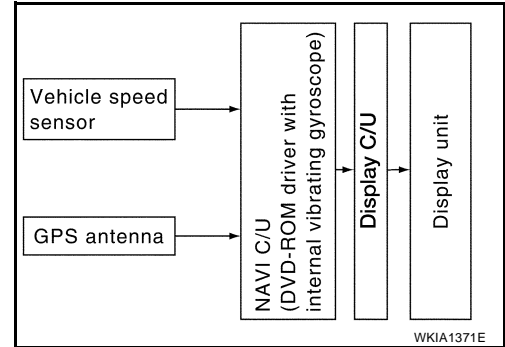 Vehicle speed
sensor
GPS antenna
NAVI C/U
(DVD-ROM driver with
internal vibrating gyroscope)
Display C/U
Display unit
WKIA1371E